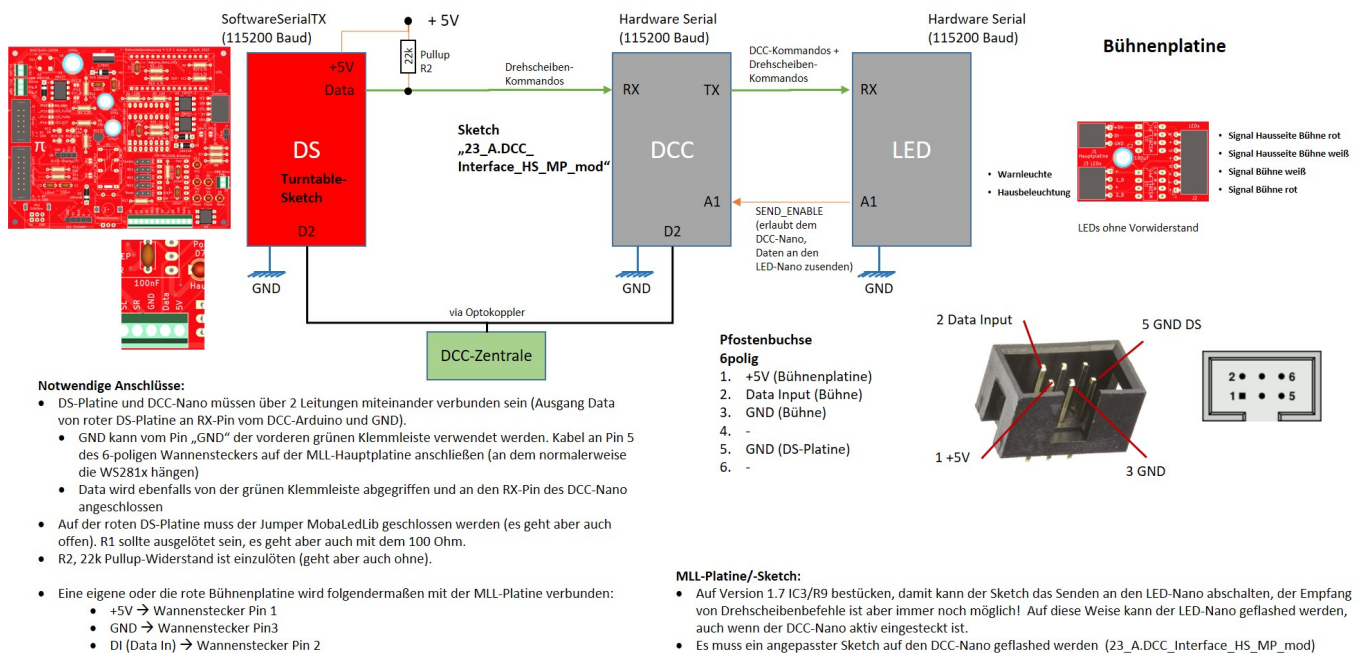 SoftwareSerialTX
(115200 Baud)
+ 5V
22k
Pullup
R2
+5V
Data
DS
Turntable-
Sketch
D2
GND
Drehscheiben-
Kommandos
Sketch
„23_A.DCC_
Interface_HS_MP_mod“
Hardware Serial
(115200 Baud)
RX
TX
DCC
A1
D2
GND
DCC-Kommandos +
Drehscheiben-
Kommandos
SEND_ENABLE
(erlaubt dem
DCC-Nano,
Daten an den
LED-Nano zusenden)
Hardware Serial
(115200 Baud)
RX
LED
A1
GND
via Optokoppler
DCC-Zentrale
π
100nF
SR
GND
Data
5V
Bühnenplatine
• Warnleuchte
• Hausbeleuchtung
+5V
J1
Hauptplatine
J3 LEDs
LEDs
J2
• Signal Hausseite Bühne rot
• Signal Hausseite Bühne weiß
• Signal Bühne weiß
• Signal Bühne rot
LEDs ohne Vorwiderstand
Pfostenbuchse
6polig
1. +5V (Bühnenplatine)
2. Data Input (Bühne)
3. GND (Bühne)
4. -
5. GND (DS-Platine)
6. -
2 Data Input
5 GND DS
1 +5V
3 GND
2 6
1 5
Notwendige Anschlüsse:
• DS-Platine und DCC-Nano müssen über 2 Leitungen miteinander verbunden sein (Ausgang Data
von roter DS-Platine an RX-Pin vom DCC-Arduino und GND).
• GND kann vom Pin „GND“ der vorderen grünen Klemmleiste verwendet werden. Kabel an Pin 5
des 6-poligen Wannensteckers auf der MLL-Hauptplatine anschließen (an dem normalerweise
die WS281x hängen)
• Data wird ebenfalls von der grünen Klemmleiste abgegriffen und an den RX-Pin des DCC-Nano
angeschlossen
• Auf der roten DS-Platine muss der Jumper MobaLedLib geschlossen werden (es geht aber auch
offen). R1 sollte ausgelötet sein, es geht aber auch mit dem 100 Ohm.
• R2, 22k Pullup-Widerstand ist einzulöten (geht aber auch ohne).
• Eine eigene oder die rote Bühnenplatine wird folgendermaßen mit der MLL-Platine verbunden:
• +5V → Wannenstecker Pin 1
• GND → Wannenstecker Pin3
• DI (Data In) → Wannenstecker Pin 2
MLL-Platine/-Sketch:
• Auf Version 1.7 IC3/R9 bestücken, damit kann der Sketch das Senden an den LED-Nano abschalten, der Empfang
von Drehscheibenbefehle ist aber immer noch möglich! Auf diese Weise kann der LED-Nano geflashed werden,
auch wenn der DCC-Nano aktiv eingesteckt ist.
• Es muss ein angepasster Sketch auf den DCC-Nano geflashed werden (23_A.DCC_Interface_HS_MP_mod)